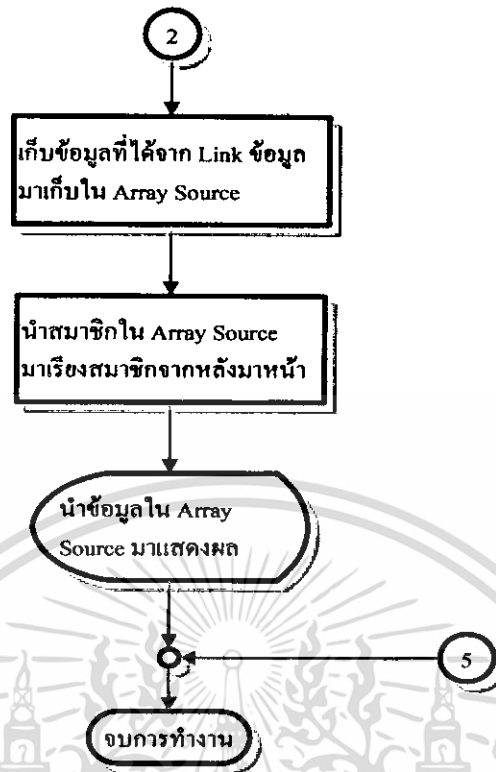 2
เก็บข้อมูลที่ได้จาก Link ข้อมูล
มาเก็บใน Array Source
นำสมาชิกใน Array Source
มาเรียงสมาชิกจากหลังมาหน้า
นำข้อมูลใน Array
Source มาแสดงผล
5
จบการทำงาน